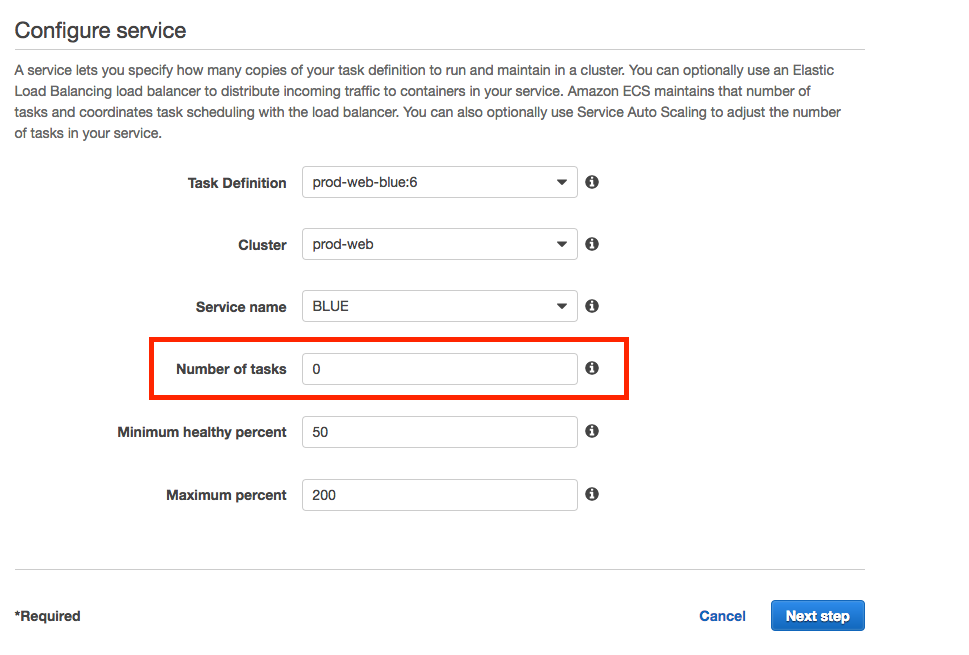 Configure service
A service lets you specify how many copies of your task definition to run and maintain in a cluster. You can optionally use an Elastic
Load Balancing load balancer to distribute incoming traffic to containers in your service. Amazon ECS maintains that number of
tasks and coordinates task scheduling with the load balancer. You can also optionally use Service Auto Scaling to adjust the number
of tasks in your service.
Task Definition prod-web-blue:6
Cluster prod-web
Service name BLUE
Number of tasks 0
Minimum healthy percent 50
Maximum percent 200
*Required Cancel Next step